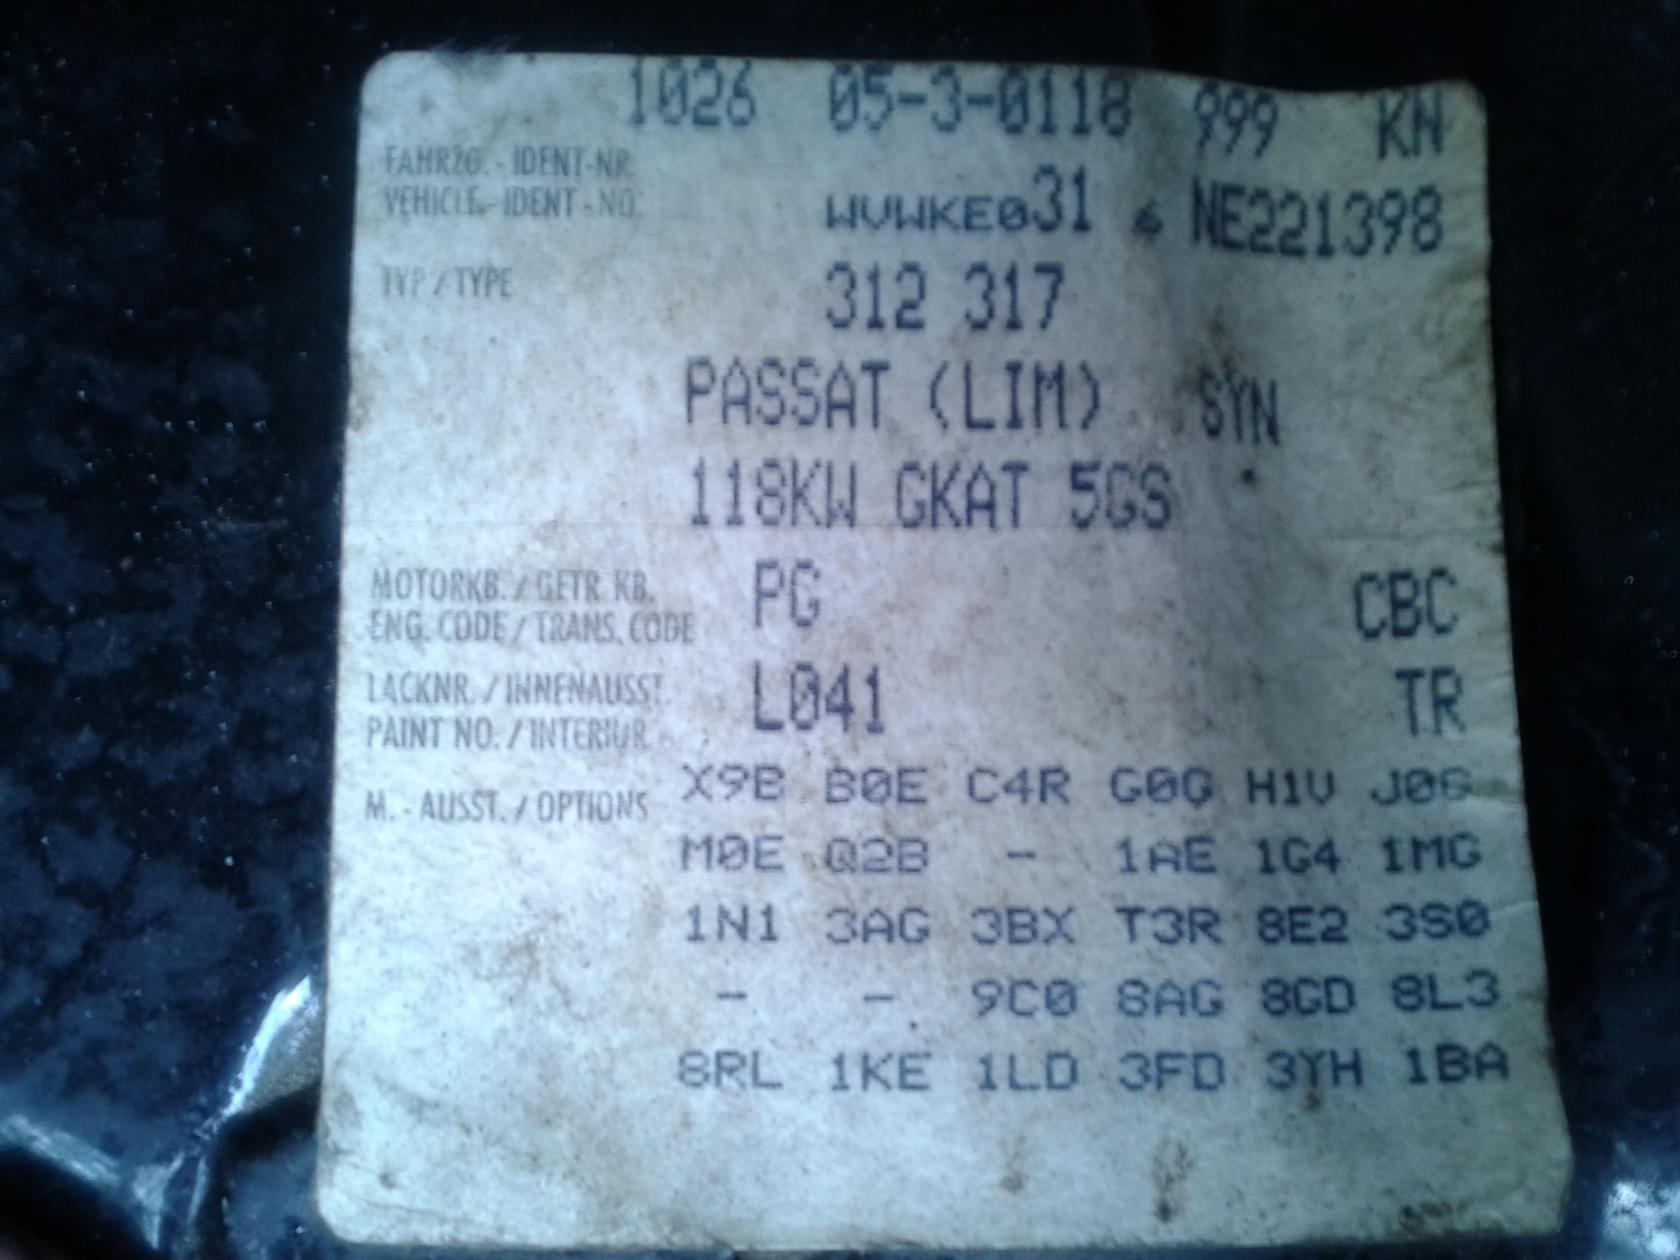 1026 05-3-0118 999 KN
FAHRZG.-IDENT-NR.
VEHICLE-IDENT-NO. WVWKE031 6 NE221398
TYP / TYPE 312 317
PASSAT (LIM) SYN
118KW GKAT 5GS
MOTORKB. / GETR. KB. PG CBC
ENG. CODE / TRANS. CODE
LACKNR. / INNENAUSST. L041 TR
PAINT NO. / INTERIUR
M. - AUSST. / OPTIONS X9B B0E C4R G0G H1V
M0E Q2B - 1AE 1G4 1MG
1N1 3AG 3BX T3R 8E2 3S0
- - 9C0 8AG 8GD 8L3
8RL 1KE 1LD 3FD 3YH 1BA